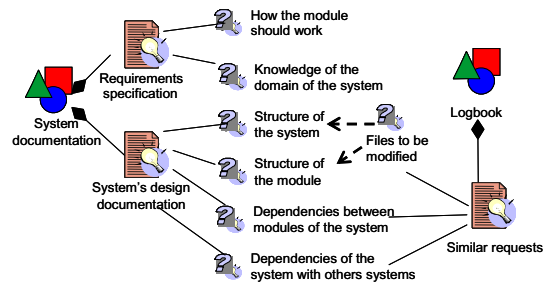 How the module
should work
Requirements
specification
Knowledge of the
domain of the system
System
documentation
Logbook
Structure of
the system
Files to be
modified
System's design
documentation
Structure of
the module
Dependencies between
modules of the system
Similar requests
Dependencies of the
system with others systems